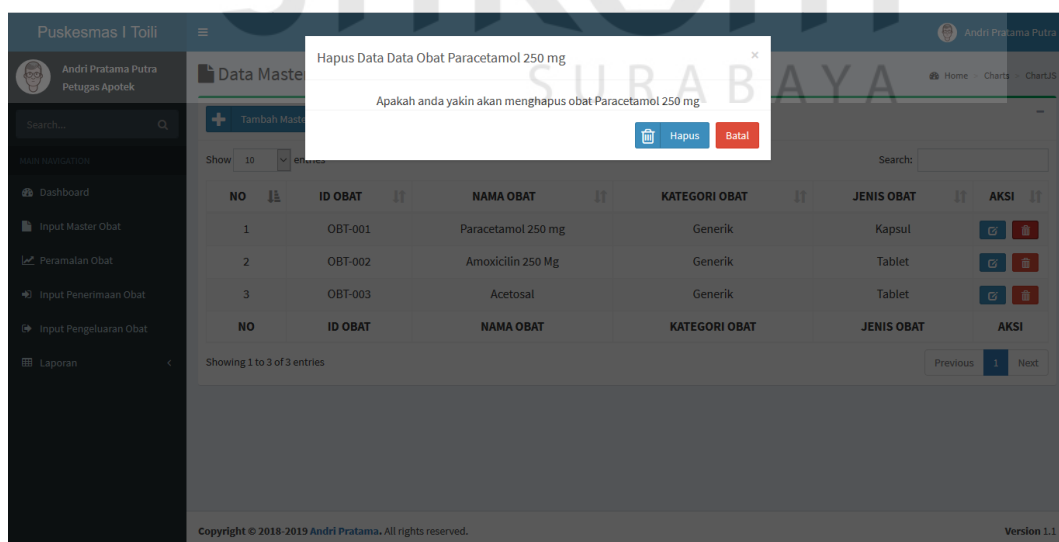 SURABAYA
Puskesmas I Toili
Andri Pratama Putra
Andri Pratama Putra
Petugas Apotek
Hapus Data Data Obat Paracetamol 250 mg ×
Data Maste
Home > Charts > ChartJS
Apakah anda yakin akan menghapus obat Paracetamol 250 mg
Search...
Tambah Maste
Hapus Batal
MAIN NAVIGATION
Show 10 entries Search:
Dashboard
Input Master Obat
Peramalan Obat
Input Penerimaan Obat
Input Pengeluaran Obat
Laporan
NO ID OBAT NAMA OBAT KATEGORI OBAT JENIS OBAT AKSI
1 OBT-001 Paracetamol 250 mg Generik Kapsul
2 OBT-002 Amoxicilin 250 Mg Generik Tablet
3 OBT-003 Acetosal Generik Tablet
NO ID OBAT NAMA OBAT KATEGORI OBAT JENIS OBAT AKSI
Showing 1 to 3 of 3 entries Previous 1 Next
Copyright © 2018-2019 Andri Pratama. All rights reserved. Version 1.1